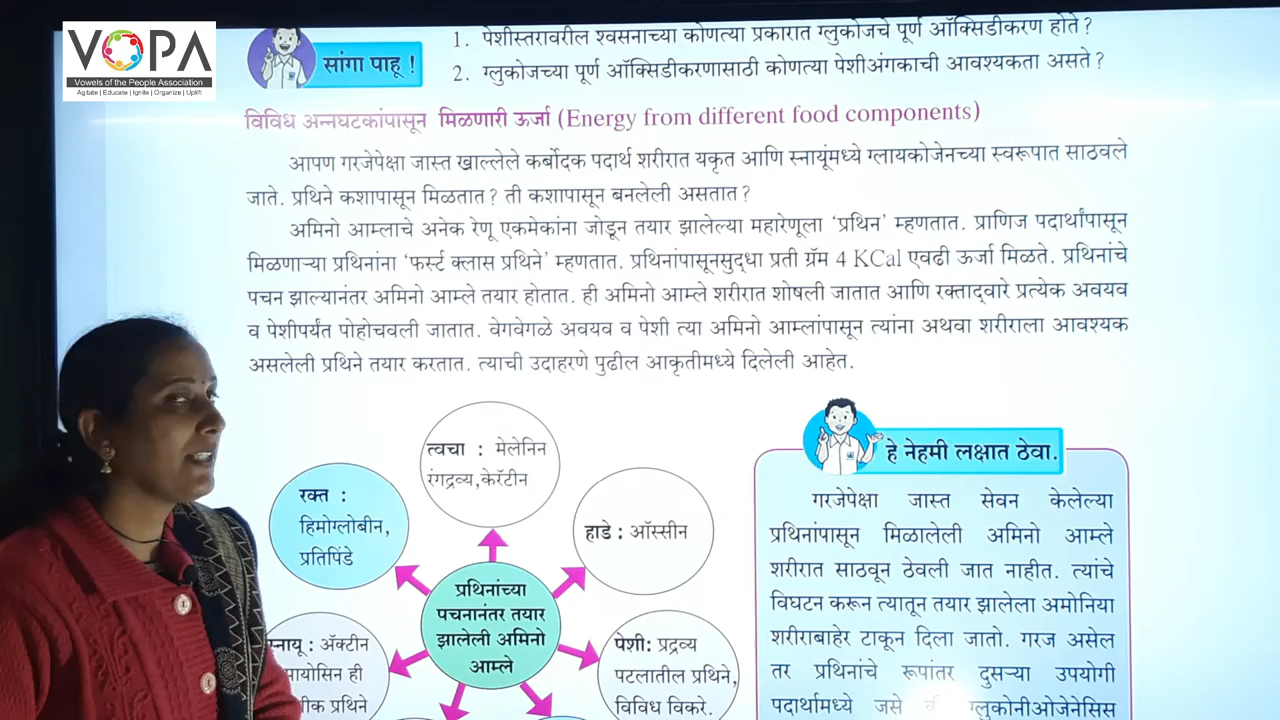 VOPA
Vowels of the People Association
Agitate | Educate | Ignite | Organize | Uplift
सांगा पाहू !
1. पेशीस्तरावरील श्वसनाच्या कोणत्या प्रकारात ग्लुकोजचे पूर्ण ऑक्सिडीकरण होते ?
2. ग्लुकोजच्या पूर्ण ऑक्सिडीकरणासाठी कोणत्या पेशीअंगकाची आवश्यकता असते ?
विविध अन्नघटकांपासून मिळणारी ऊर्जा (Energy from different food components)
आपण गरजेपेक्षा जास्त खाल्लेले कर्बोदक पदार्थ शरीरात यकृत आणि स्नायूंमध्ये ग्लायकोजेनच्या स्वरूपात साठवले
जाते. प्रथिने कशापासून मिळतात ? ती कशापासून बनलेली असतात ?
अमिनो आम्लाचे अनेक रेणू एकमेकांना जोडून तयार झालेल्या महारेणूला ‘प्रथिन’ म्हणतात. प्राणिज पदार्थांपासून
मिळणाऱ्या प्रथिनांना ‘फर्स्ट क्लास प्रथिने’ म्हणतात. प्रथिनांपासूनसुद्धा प्रती ग्रॅम 4 KCal एवढी ऊर्जा मिळते. प्रथिनांचे
पचन झाल्यानंतर अमिनो आम्ले तयार होतात. ही अमिनो आम्ले शरीरात शोषली जातात आणि रक्ताद्वारे प्रत्येक अवयव
व पेशीपर्यंत पोहोचवली जातात. वेगवेगळे अवयव व पेशी त्या अमिनो आम्लांपासून त्यांना अथवा शरीराला आवश्यक
असलेली प्रथिने तयार करतात. त्याची उदाहरणे पुढील आकृतीमध्ये दिलेली आहेत.
त्वचा : मेलेनिन
रंगद्रव्य,केरॅटीन
रक्त :
हिमोग्लोबीन,
प्रतिपिंडे
हाडे : ऑस्सीन
प्रथिनांच्या
पचनानंतर तयार
झालेली अमिनो
आम्ले
स्नायू : ॲक्टीन
मायोसिन ही
प्रथिने
पेशी: प्रद्रव्य
पटलातील प्रथिने,
विविध विकरे.
हे नेहमी लक्षात ठेवा.
गरजेपेक्षा जास्त सेवन केलेल्या
प्रथिनांपासून मिळालेली अमिनो आम्ले
शरीरात साठवून ठेवली जात नाहीत. त्यांचे
विघटन करून त्यातून तयार झालेला अमोनिया
शरीराबाहेर टाकून दिला जातो. गरज असेल
तर प्रथिनांचे रूपांतर दुसऱ्या उपयोगी
पदार्थामध्ये जसे ग्लुकोनीओजेनेसिस